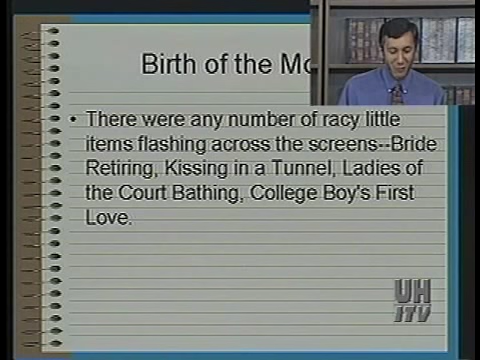 Birth of the Mo
• There were any number of racy little
items flashing across the screens--Bride
Retiring, Kissing in a Tunnel, Ladies of
the Court Bathing, College Boy's First
Love.
UH
ITV